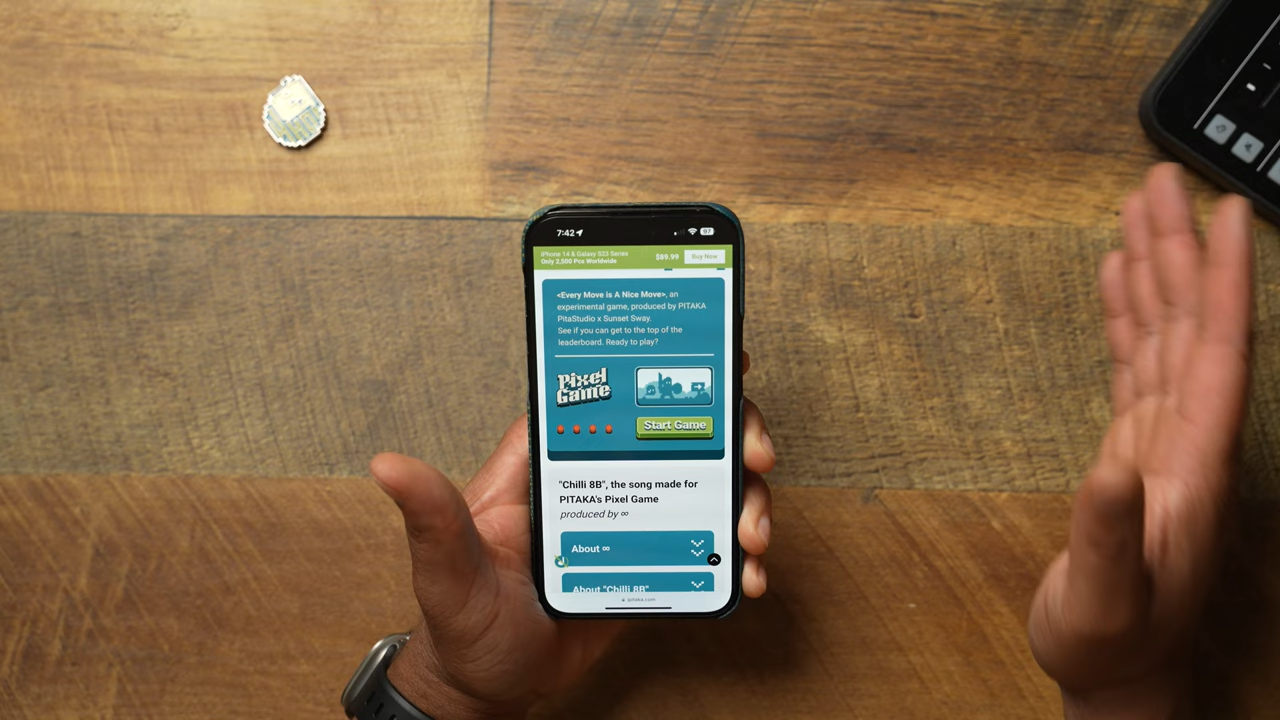 7:42
97
iPhone 14 & Galaxy S23 Series
Only 2,500 Pcs Worldwide
$89.99
Buy Now
<Every Move is A Nice Move>, an
experimental game, produced by PITAKA
PitaStudio x Sunset Sway.
See if you can get to the top of the
leaderboard. Ready to play?
Pixel
Game
Start Game
"Chilli 8B", the song made for
PITAKA's Pixel Game
produced by ∞
About ∞
About "Chilli 8B"
pitaka.com